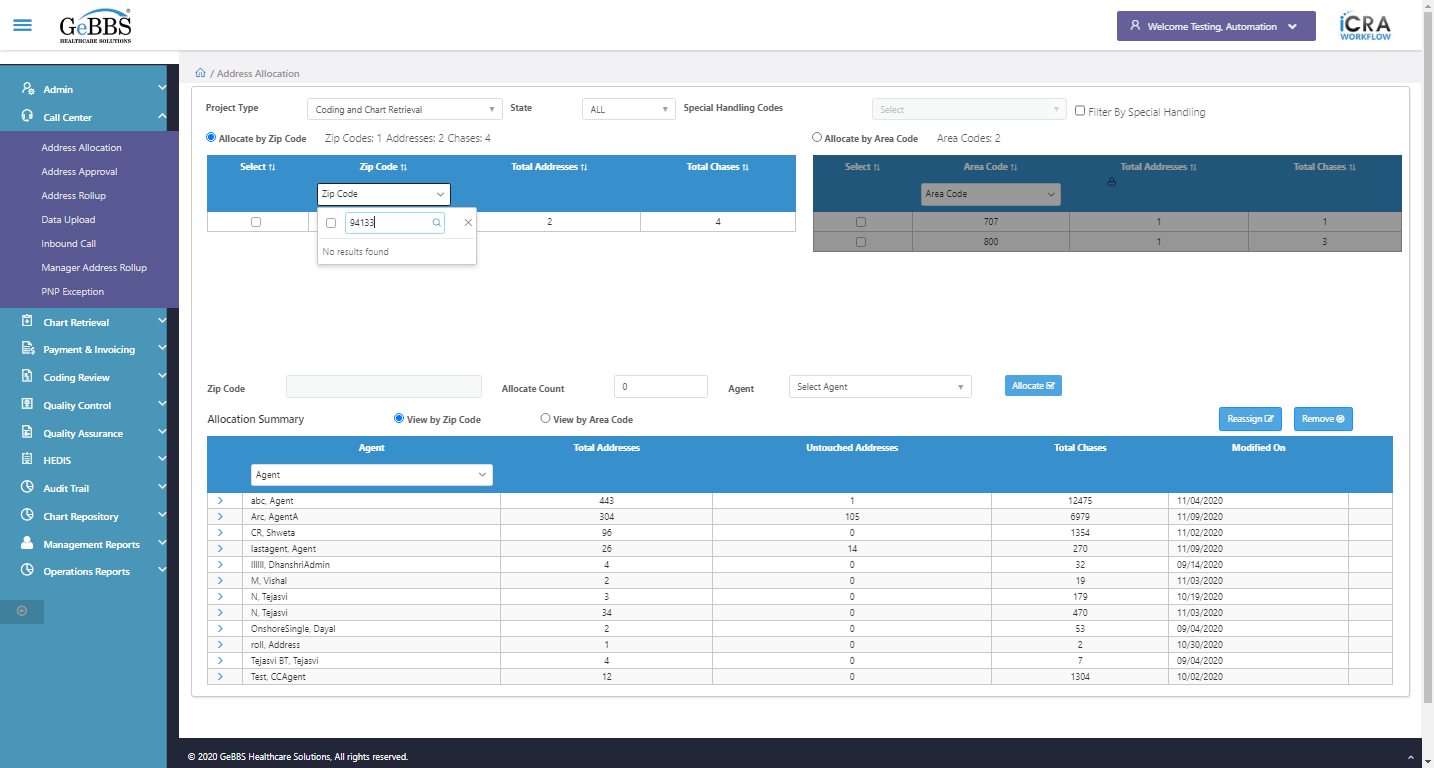 GeBBS
HEALTHCARE SOLUTIONS
Welcome Testing, Automation
iCRA
WORKFLOW
/ Address Allocation
Admin
Call Center
Address Allocation
Address Approval
Address Rollup
Data Upload
Inbound Call
Manager Address Rollup
PNP Exception
Chart Retrieval
Payment & Invoicing
Coding Review
Quality Control
Quality Assurance
HEDIS
Audit Trail
Chart Repository
Management Reports
Operations Reports
Project Type Coding and Chart Retrieval State ALL Special Handling Codes Select Filter By Special Handling
Allocate by Zip Code Zip Codes: 1 Addresses: 2 Chases: 4
Select Zip Code Total Addresses Total Chases
Zip Code
2 4
94133
No results found
Allocate by Area Code Area Codes: 2
Select Area Code Total Addresses Total Chases
Area Code
707 1 1
800 1 3
Zip Code Allocate Count 0 Agent Select Agent Allocate
Allocation Summary View by Zip Code View by Area Code Reassign Remove
Agent Total Addresses Untouched Addresses Total Chases Modified On
Agent
abc, Agent 443 1 12475 11/04/2020
Arc, AgentA 304 105 6979 11/09/2020
CR, Shweta 96 0 1354 11/02/2020
lastagent, Agent 26 14 270 11/09/2020
DhanshriAdmin 4 0 32 09/14/2020
M, Vishal 2 0 19 11/03/2020
N, Tejasvi 3 0 179 10/19/2020
N, Tejasvi 34 0 470 11/03/2020
OnshoreSingle, Dayal 2 0 53 09/04/2020
roll, Address 1 0 2 10/30/2020
Tejasvi BT, Tejasvi 4 0 7 09/04/2020
Test, CCAgent 12 0 1304 10/02/2020
© 2020 GeBBS Healthcare Solutions, All rights reserved.